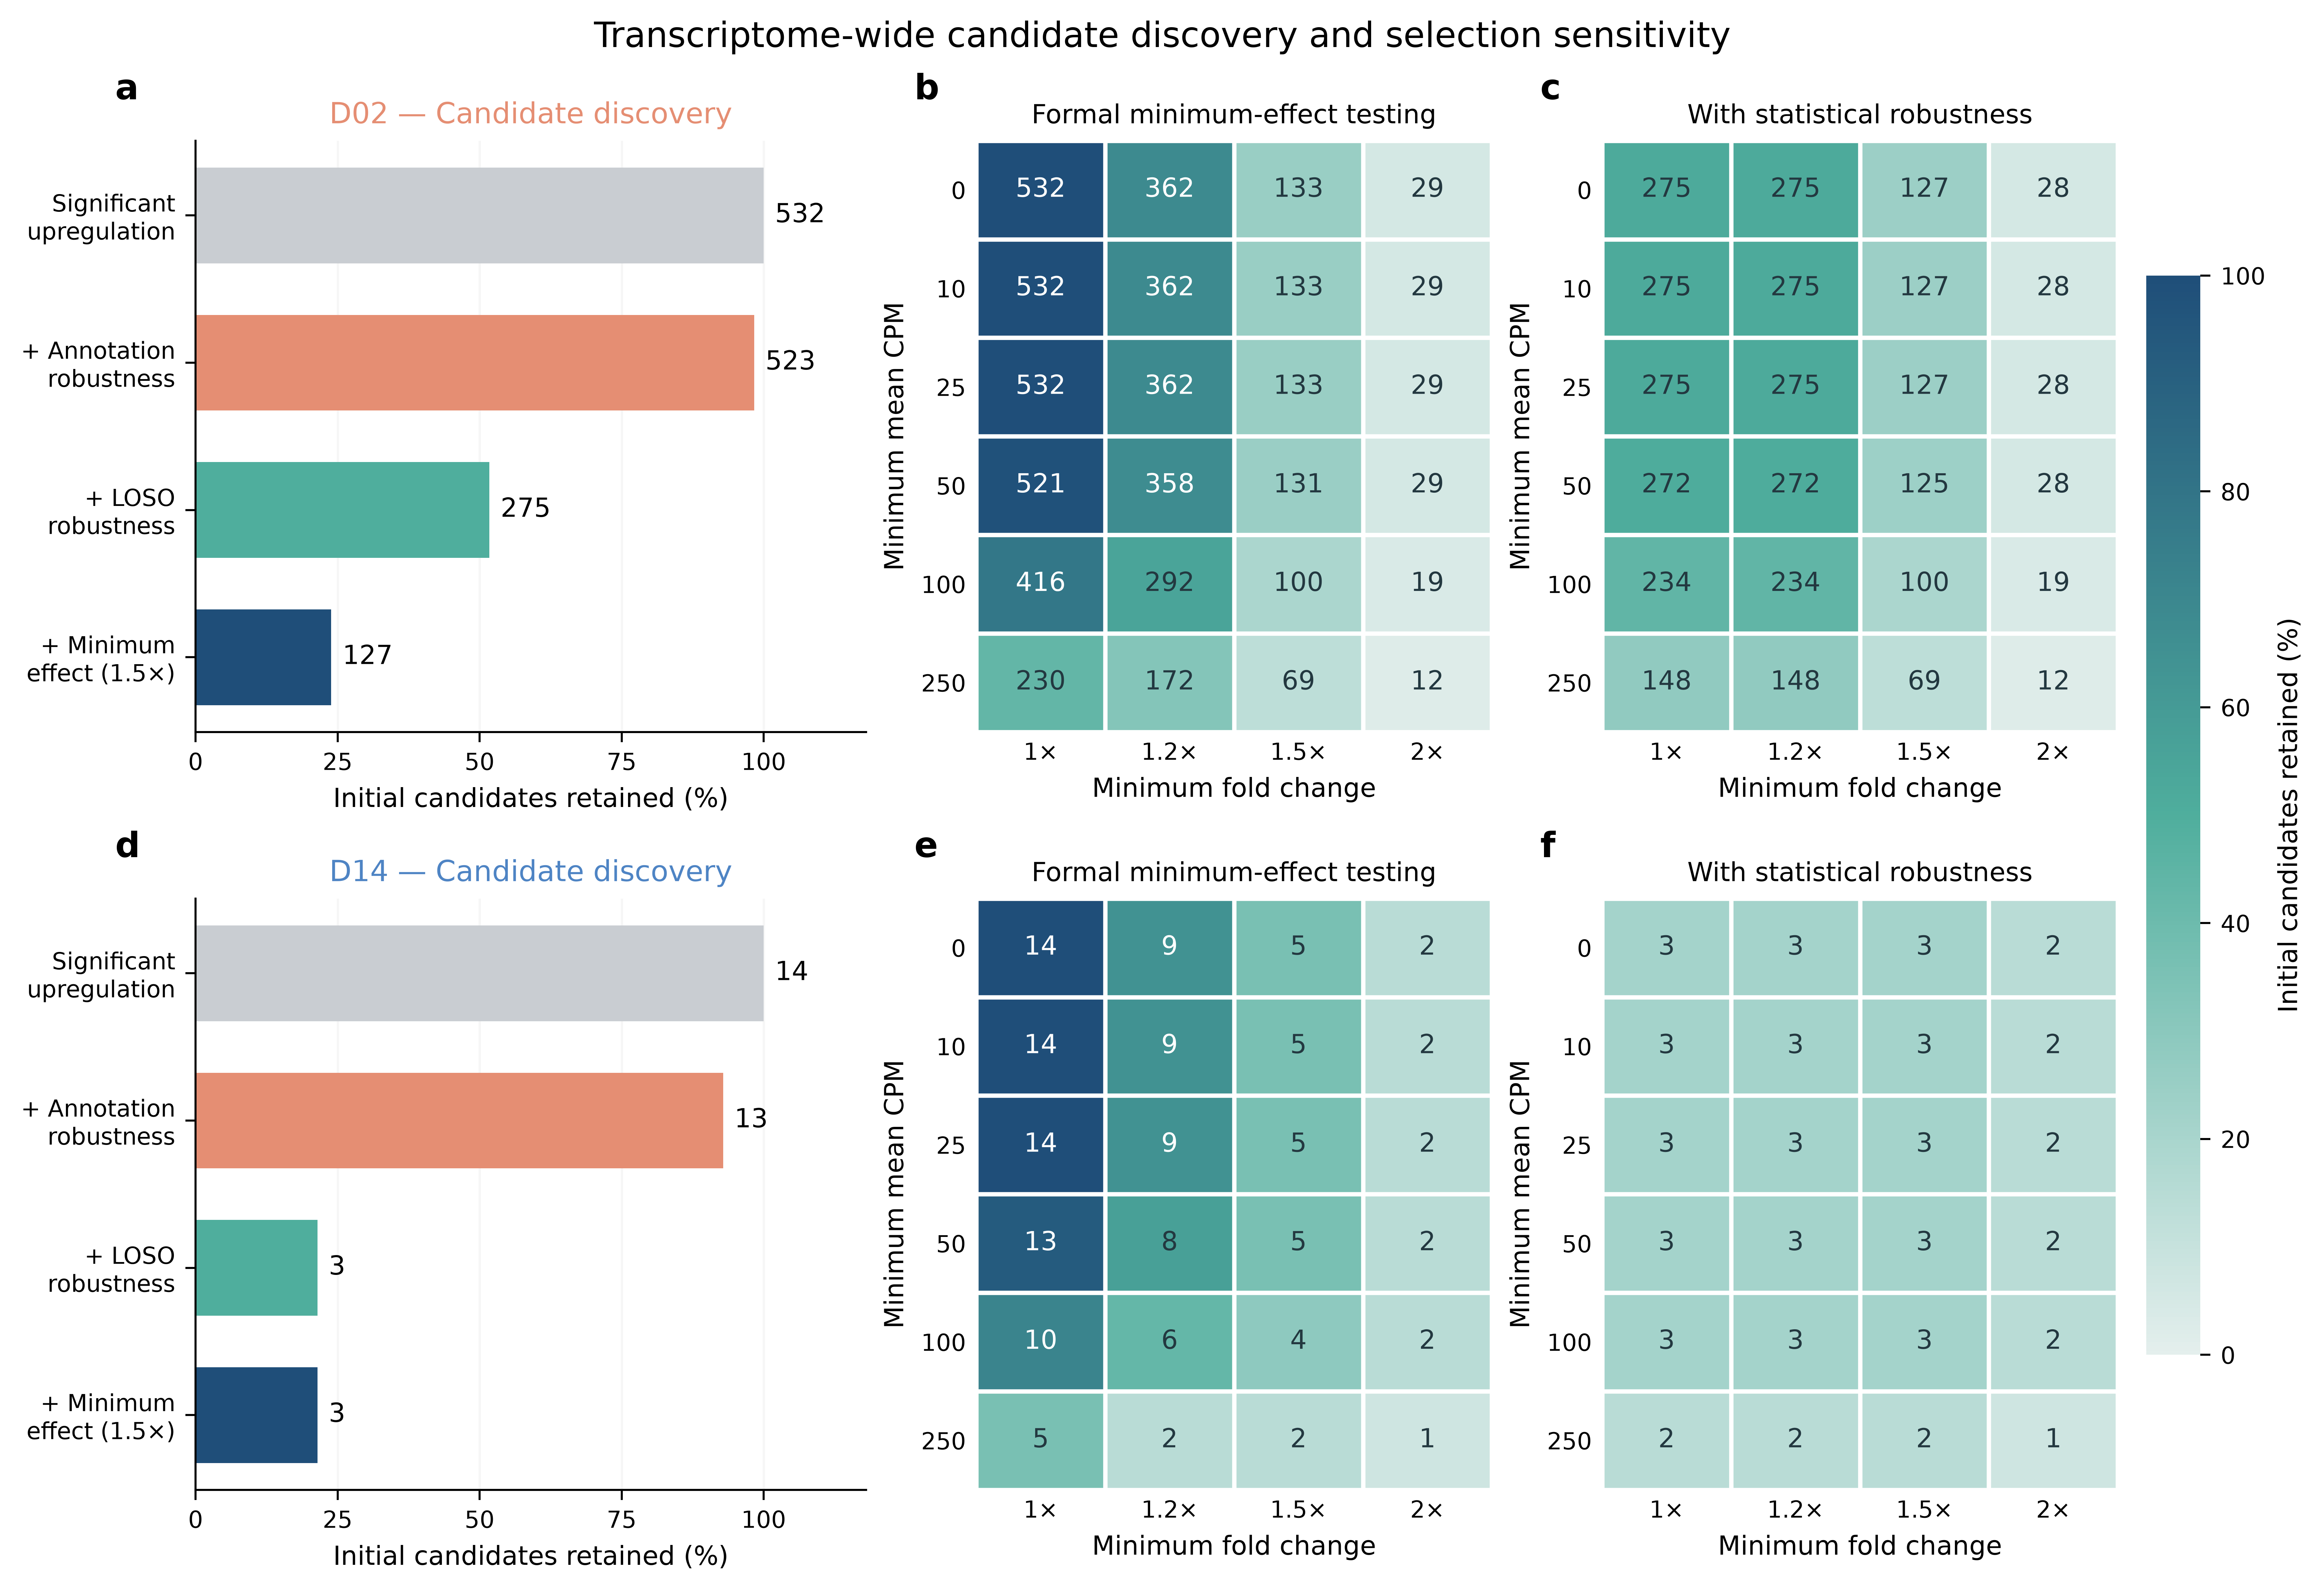 Transcriptome-wide candidate discovery and selection sensitivity
a
D02 — Candidate discovery
Significant
upregulation
532
+ Annotation
robustness
523
+ LOSO
robustness
275
+ Minimum
effect (1.5×)
127
0 25 50 75 100
Initial candidates retained (%)
b
Formal minimum-effect testing
Minimum mean CPM
0 532 362 133 29
10 532 362 133 29
25 532 362 133 29
50 521 358 131 29
100 416 292 100 19
250 230 172 69 12
1× 1.2× 1.5× 2×
Minimum fold change
c
With statistical robustness
Minimum mean CPM
0 275 275 127 28
10 275 275 127 28
25 275 275 127 28
50 272 272 125 28
100 234 234 100 19
250 148 148 69 12
1× 1.2× 1.5× 2×
Minimum fold change
100
80
60
40
20
0
Initial candidates retained (%)
d
D14 — Candidate discovery
Significant
upregulation
14
+ Annotation
robustness
13
+ LOSO
robustness
3
+ Minimum
effect (1.5×)
3
0 25 50 75 100
Initial candidates retained (%)
e
Formal minimum-effect testing
Minimum mean CPM
0 14 9 5 2
10 14 9 5 2
25 14 9 5 2
50 13 8 5 2
100 10 6 4 2
250 5 2 2 1
1× 1.2× 1.5× 2×
Minimum fold change
f
With statistical robustness
Minimum mean CPM
0 3 3 3 2
10 3 3 3 2
25 3 3 3 2
50 3 3 3 2
100 3 3 3 2
250 2 2 2 1
1× 1.2× 1.5× 2×
Minimum fold change